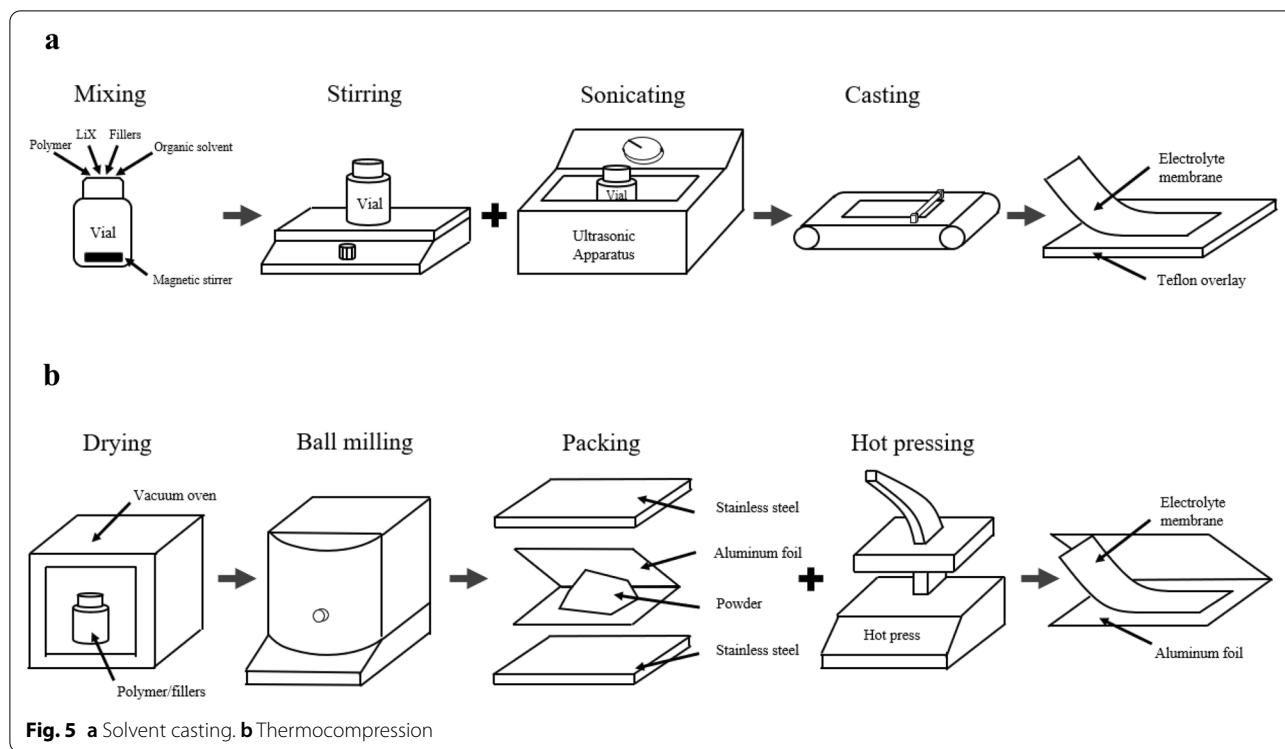 a
Mixing
Stirring
Sonicating
Casting
LiX Fillers
Polymer
Organic solvent
Vial
Magnetic stirrer
Vial
Vial
Ultrasonic
Apparatus
Electrolyte
membrane
Teflon overlay
b
Drying
Ball milling
Packing
Hot pressing
Vacuum oven
Polymer/fillers
Stainless steel
Aluminum foil
Powder
Stainless steel
Hot press
Electrolyte
membrane
Aluminum foil
Fig. 5 a Solvent casting. b Thermocompression